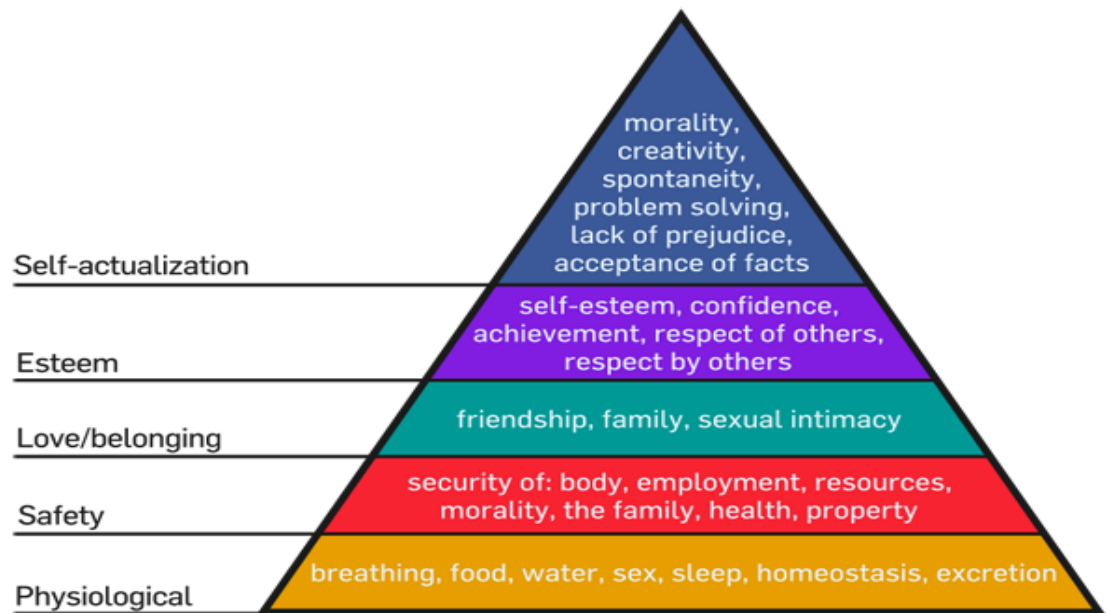 morality,
creativity,
spontaneity,
problem solving,
lack of prejudice,
acceptance of facts
Self-actualization
self-esteem, confidence,
achievement, respect of others,
respect by others
Esteem
friendship, family, sexual intimacy
Love/belonging
security of: body, employment, resources,
morality, the family, health, property
Safety
breathing, food, water, sex, sleep, homeostasis, excretion
Physiological